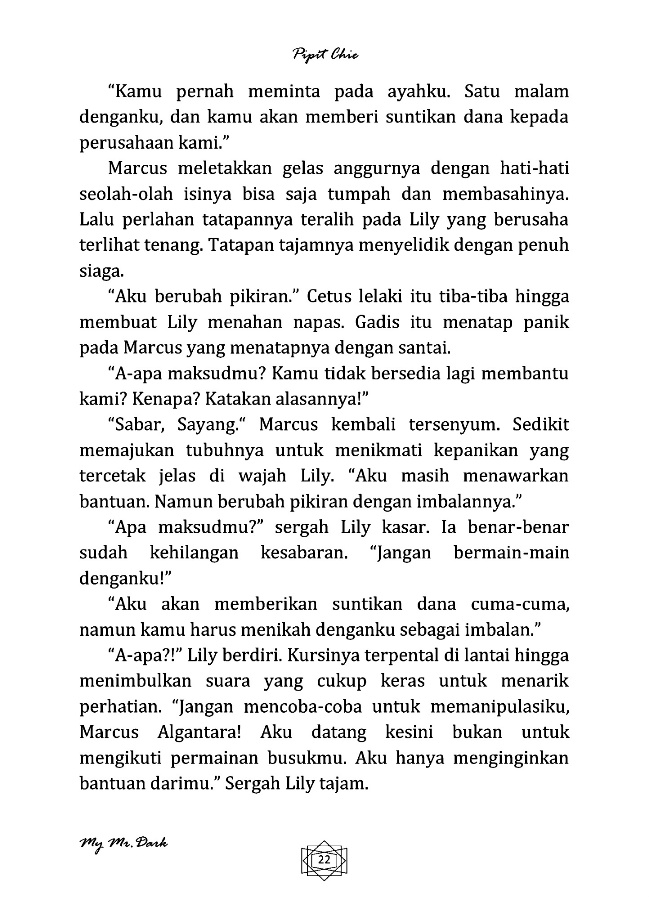 Pipit Chie
“Kamu pernah meminta pada ayahku. Satu malam
denganku, dan kamu akan memberi suntikan dana kepada
perusahaan kami.”
Marcus meletakkan gelas anggurnya dengan hati-hati
seolah-olah isinya bisa saja tumpah dan membasahinya.
Lalu perlahan tatapannya teralih pada Lily yang berusaha
terlihat tenang. Tatapan tajamnya menyelidik dengan penuh
siaga.
“Aku berubah pikiran.” Cetus lelaki itu tiba-tiba hingga
membuat Lily menahan napas. Gadis itu menatap panik
pada Marcus yang menatapnya dengan santai.
“A-apa maksudmu? Kamu tidak bersedia lagi membantu
kami? Kenapa? Katakan alasannya!”
“Sabar, Sayang.“ Marcus kembali tersenyum. Sedikit
memajukan tubuhnya untuk menikmati kepanikan yang
tercetak jelas di wajah Lily. “Aku masih menawarkan
bantuan. Namun berubah pikiran dengan imbalannya.”
“Apa maksudmu?” sergah Lily kasar. Ia benar-benar
sudah kehilangan kesabaran. “Jangan bermain-main
denganku!”
“Aku akan memberikan suntikan dana cuma-cuma,
namun kamu harus menikah denganku sebagai imbalan.”
“A-apa?!” Lily berdiri. Kursinya terpental di lantai hingga
menimbulkan suara yang cukup keras untuk menarik
perhatian. “Jangan mencoba-coba untuk memanipulasiku,
Marcus Algantara! Aku datang kesini bukan untuk
mengikuti permainan busukmu. Aku hanya menginginkan
bantuan darimu.” Sergah Lily tajam.
My Mr. Dark
22